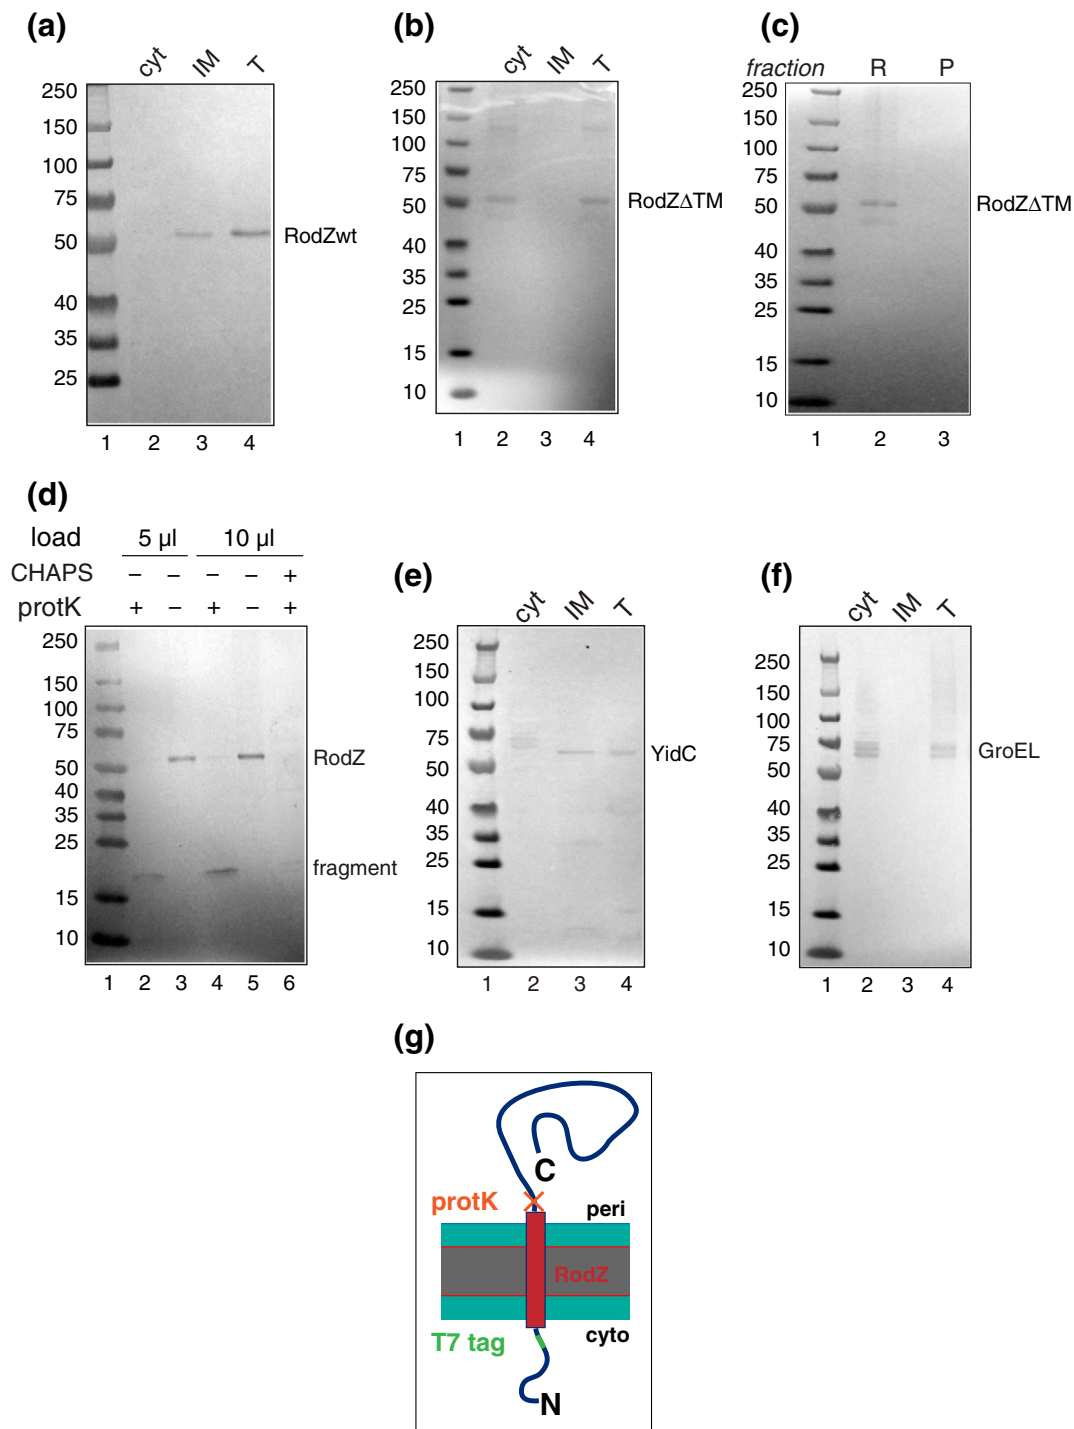 (a)
cyt IM T
250
150
100
75
50
40
35
25
RodZwt
1 2 3 4
(b)
cyt IM T
250
150
100
75
50
40
35
25
15
10
RodZΔTM
1 2 3 4
(c)
fraction R P
250
150
100
75
50
40
35
25
15
10
RodZΔTM
1 2 3
(d)
load 5 µl 10 µl
CHAPS – – – – +
protK + – + – +
250
150
100
75
50
40
35
25
15
10
RodZ
fragment
1 2 3 4 5 6
(e)
cyt IM T
250
150
100
75
50
40
35
25
15
10
YidC
1 2 3 4
(f)
cyt IM T
250
150
100
75
50
40
35
25
15
10
GroEL
1 2 3 4
(g)
C
protK
peri
RodZ
cyto
T7 tag
N